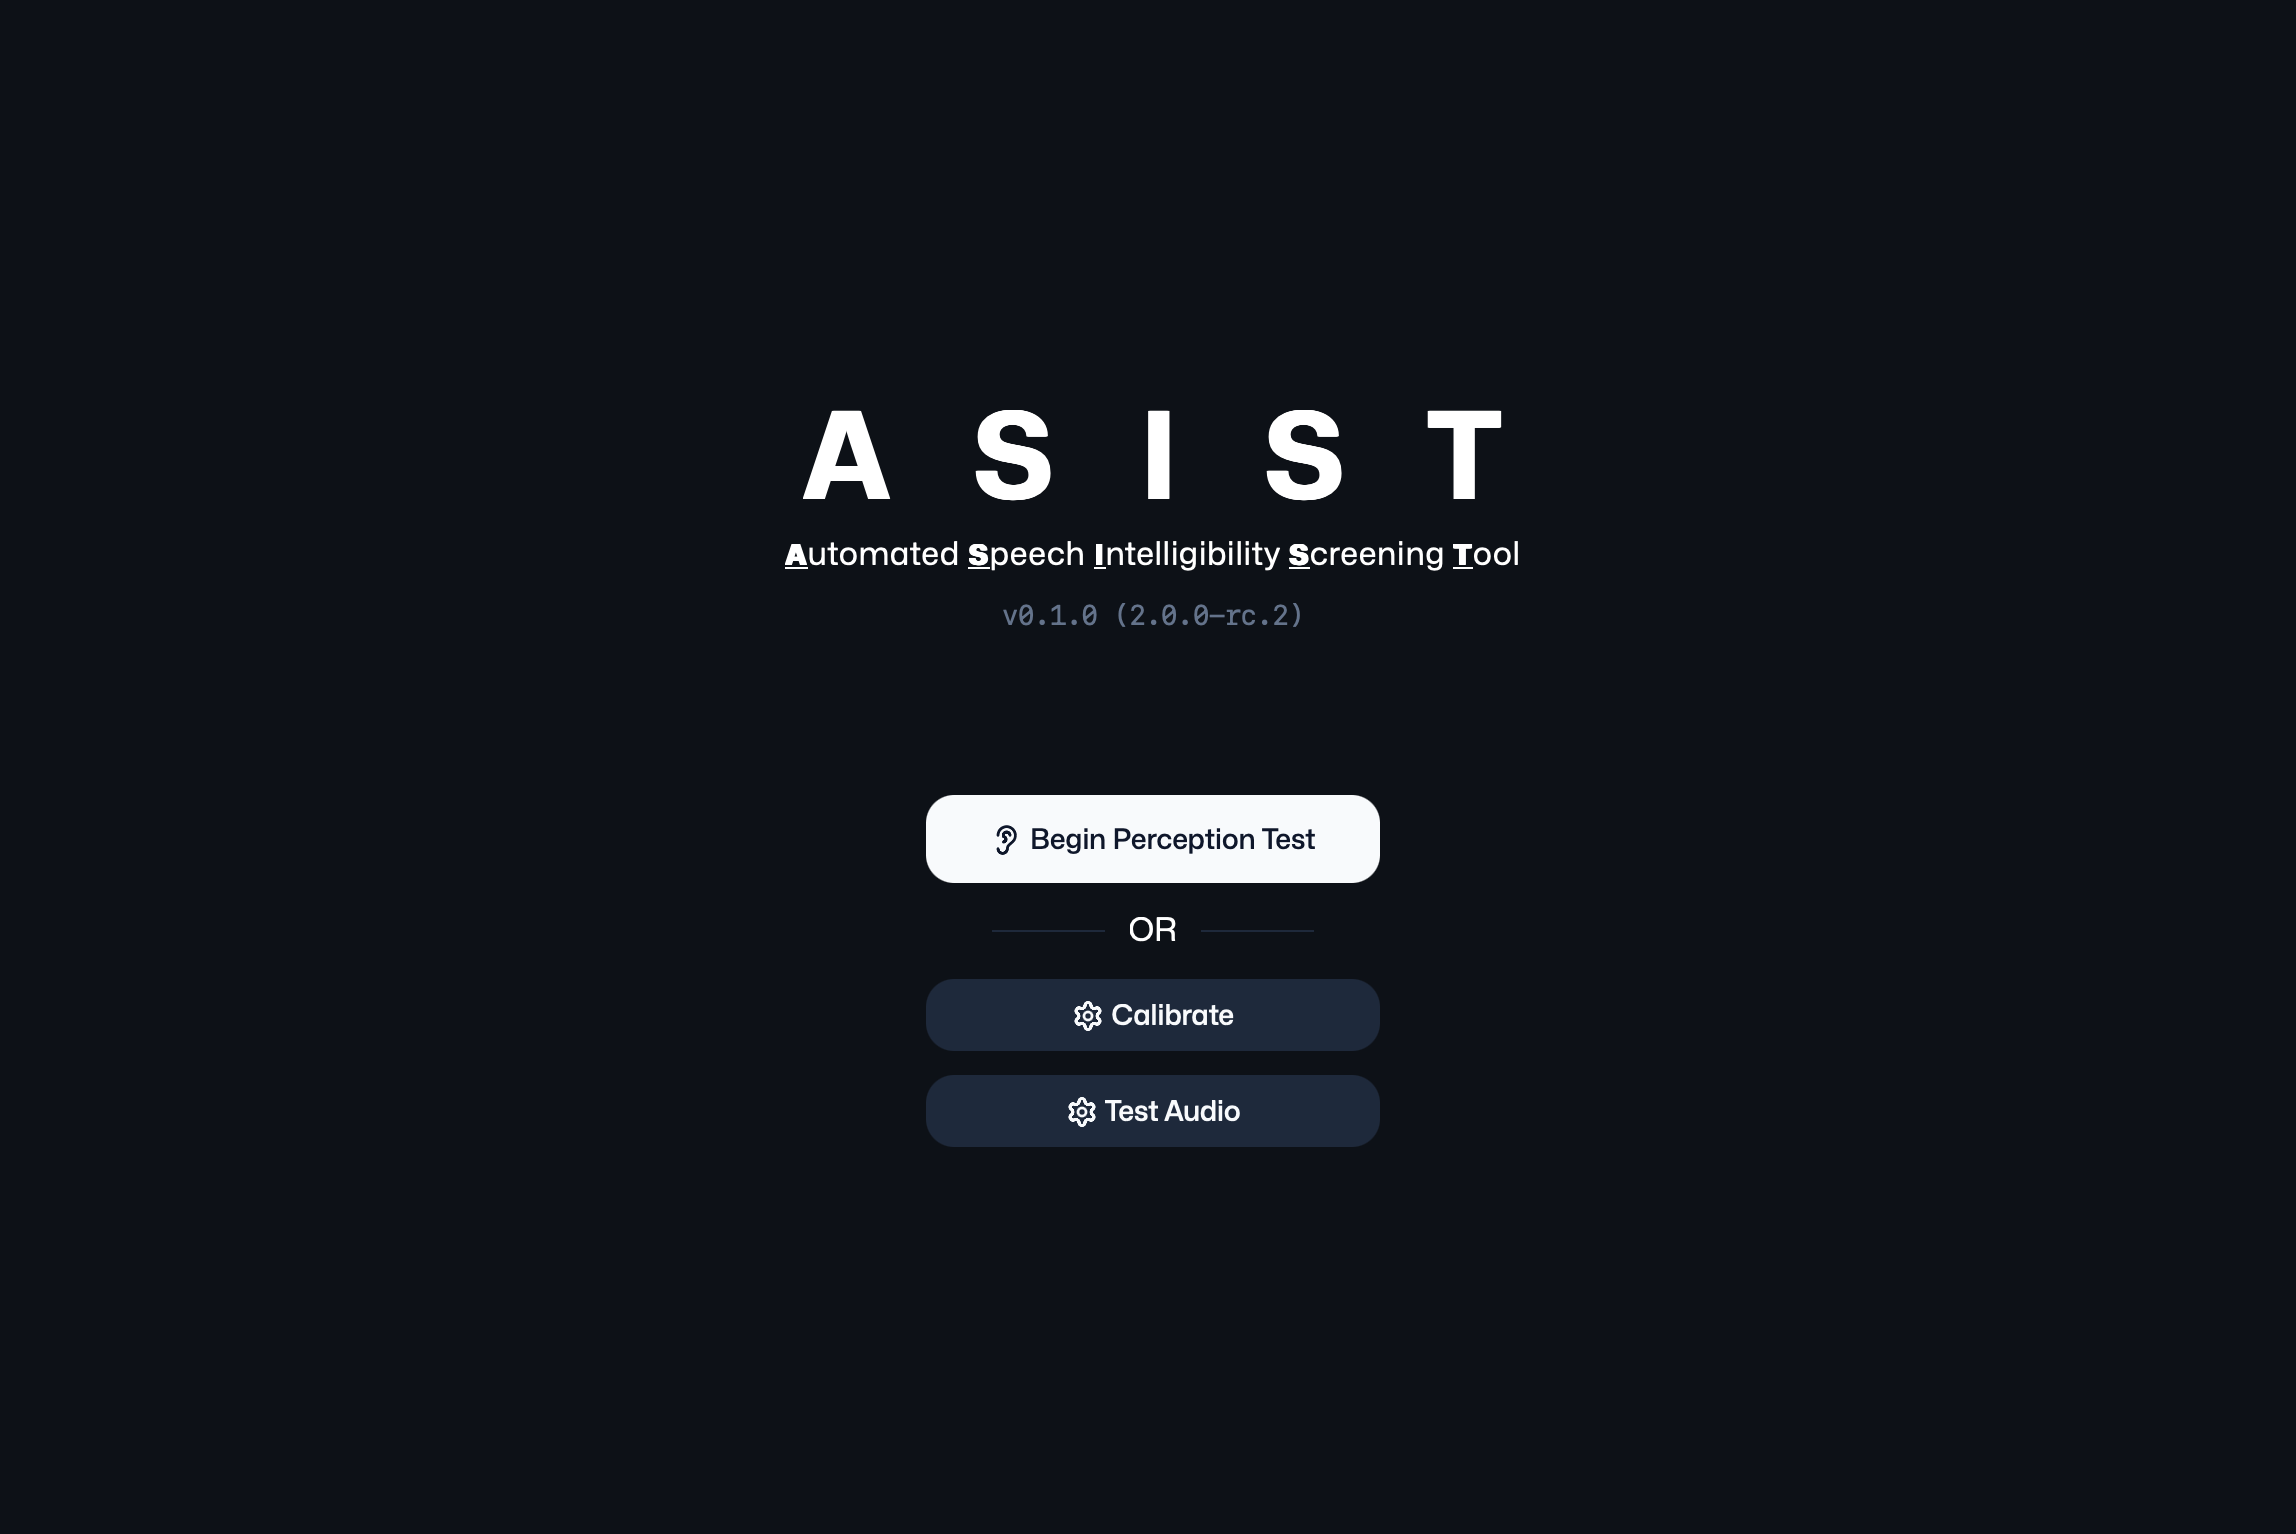 A S I S T
Automated Speech Intelligibility Screening Tool
v0.1.0 (2.0.0-rc.2)
Begin Perception Test
OR
Calibrate
Test Audio